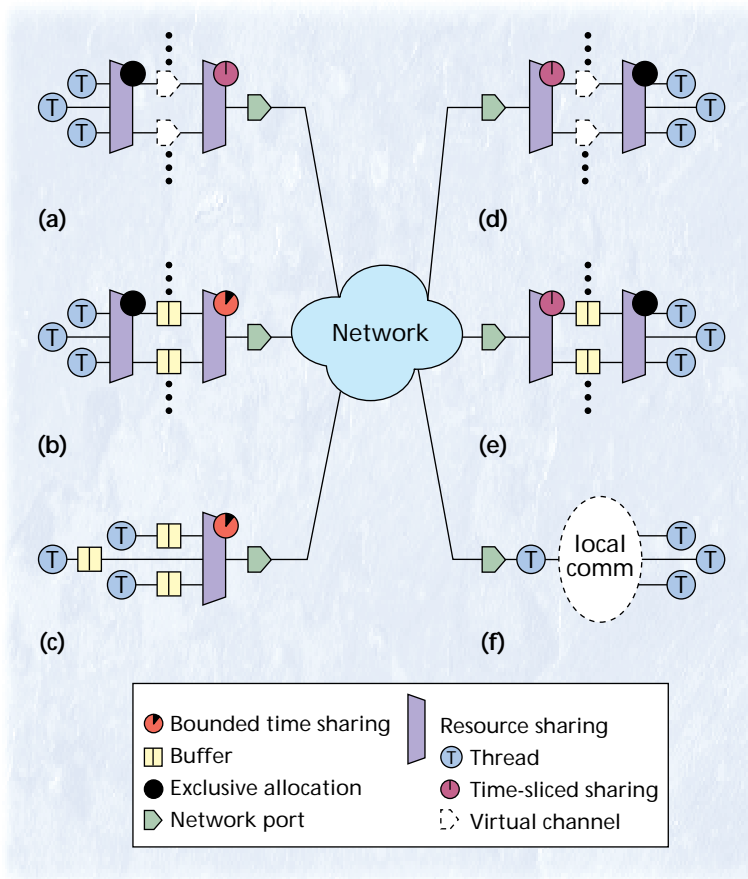 T
T
T
(a)
T
T
T
(d)
T
T
T
(b)
Network
T
T
T
(e)
T
T
T
(c)
T
local
comm
T
T
T
(f)
Bounded time sharing
Buffer
Exclusive allocation
Network port
Resource sharing
T Thread
Time-sliced sharing
Virtual channel